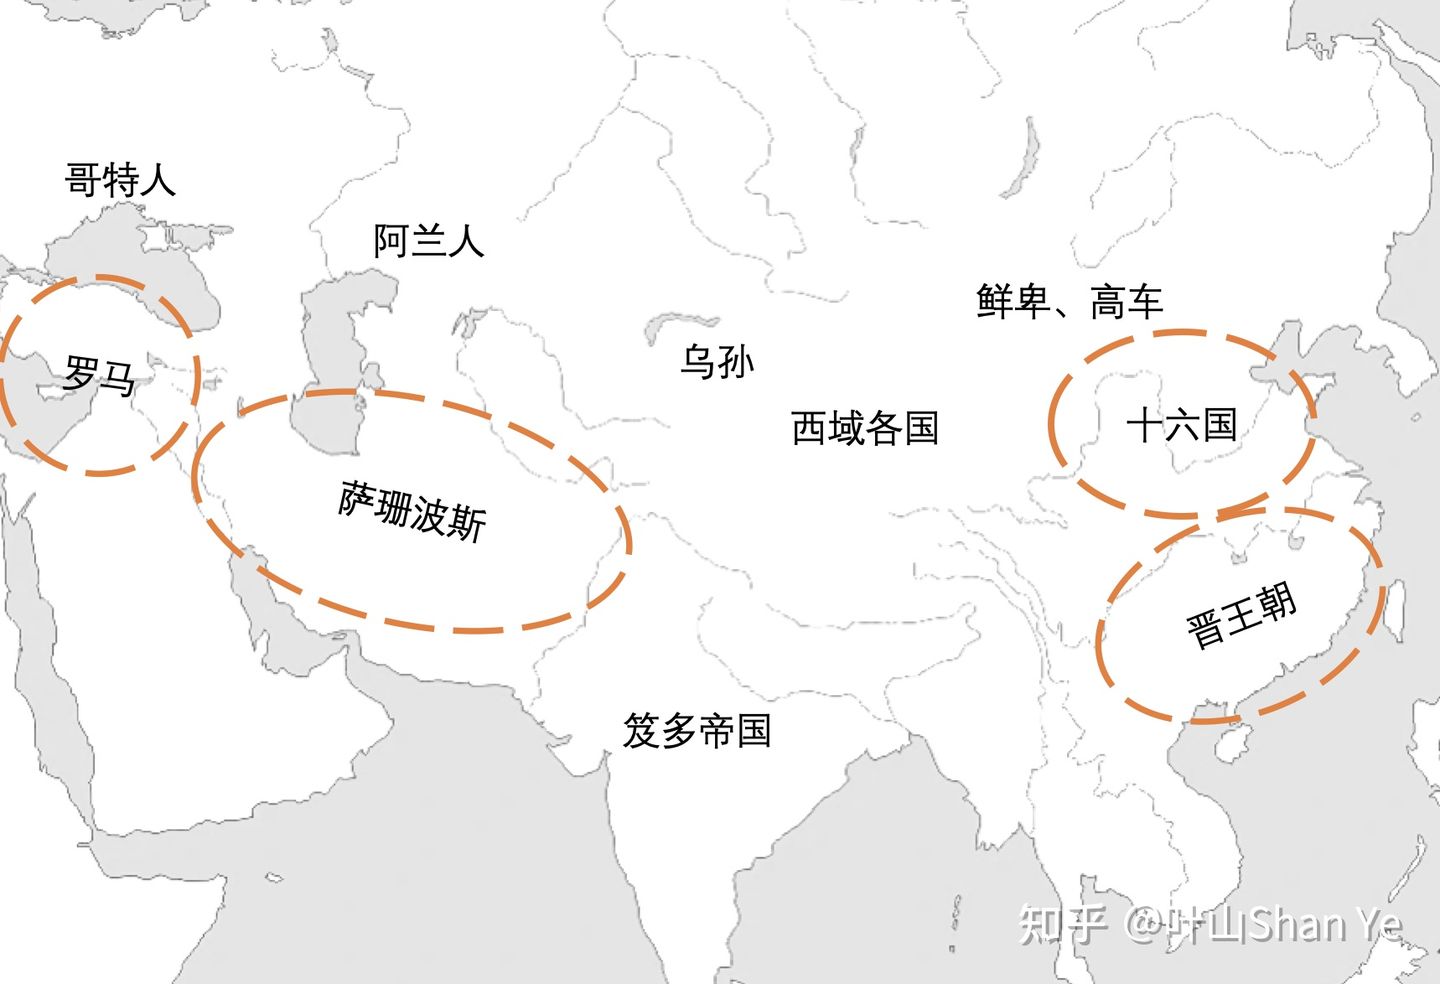 哥特人
阿兰人
鲜卑、高车
罗马
乌孙
西域各国
十六国
萨珊波斯
晋王朝
笈多帝国
知乎 @叶山Shan Ye